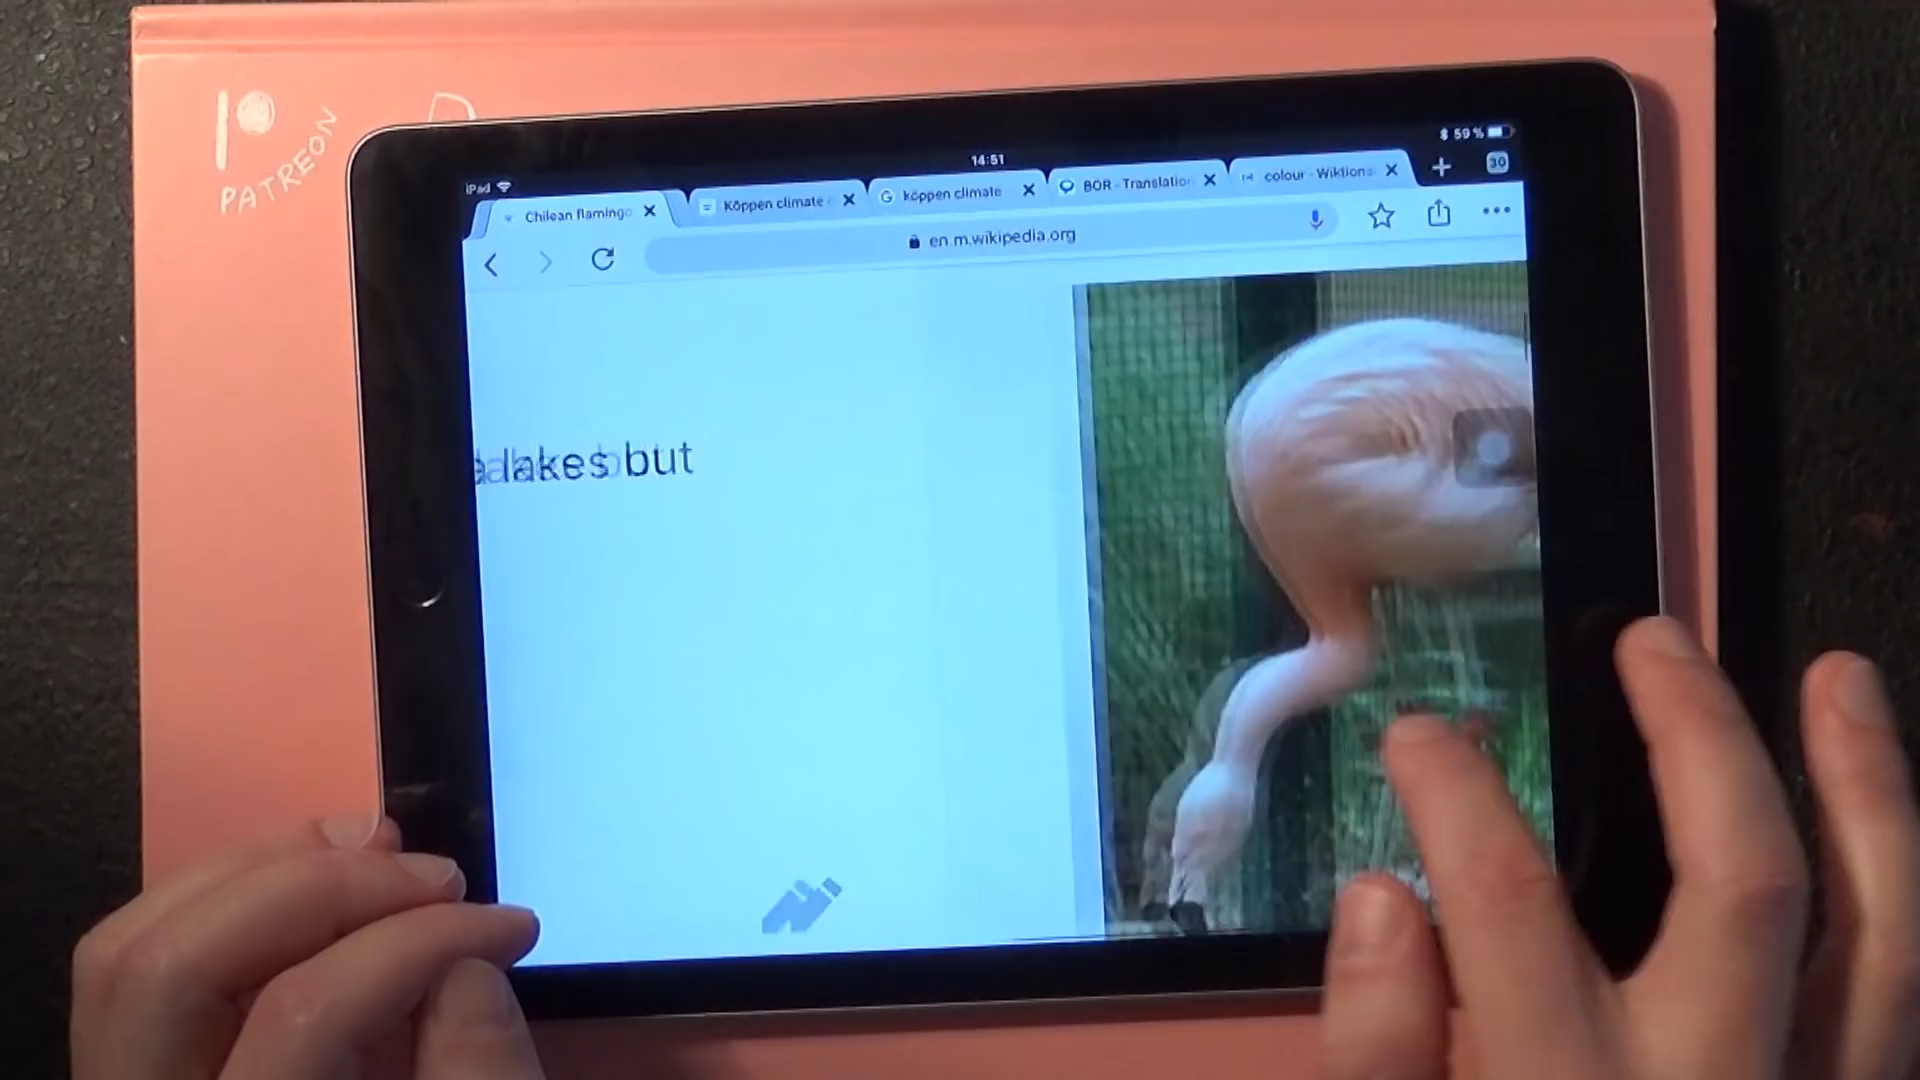 PATREON
59 %
14:51
iPad
Chilean flamingo
Köppen climate
köppen climate
BOR - Translation
colour - Wiktiona
30
en.m.wikipedia.org
lakes but